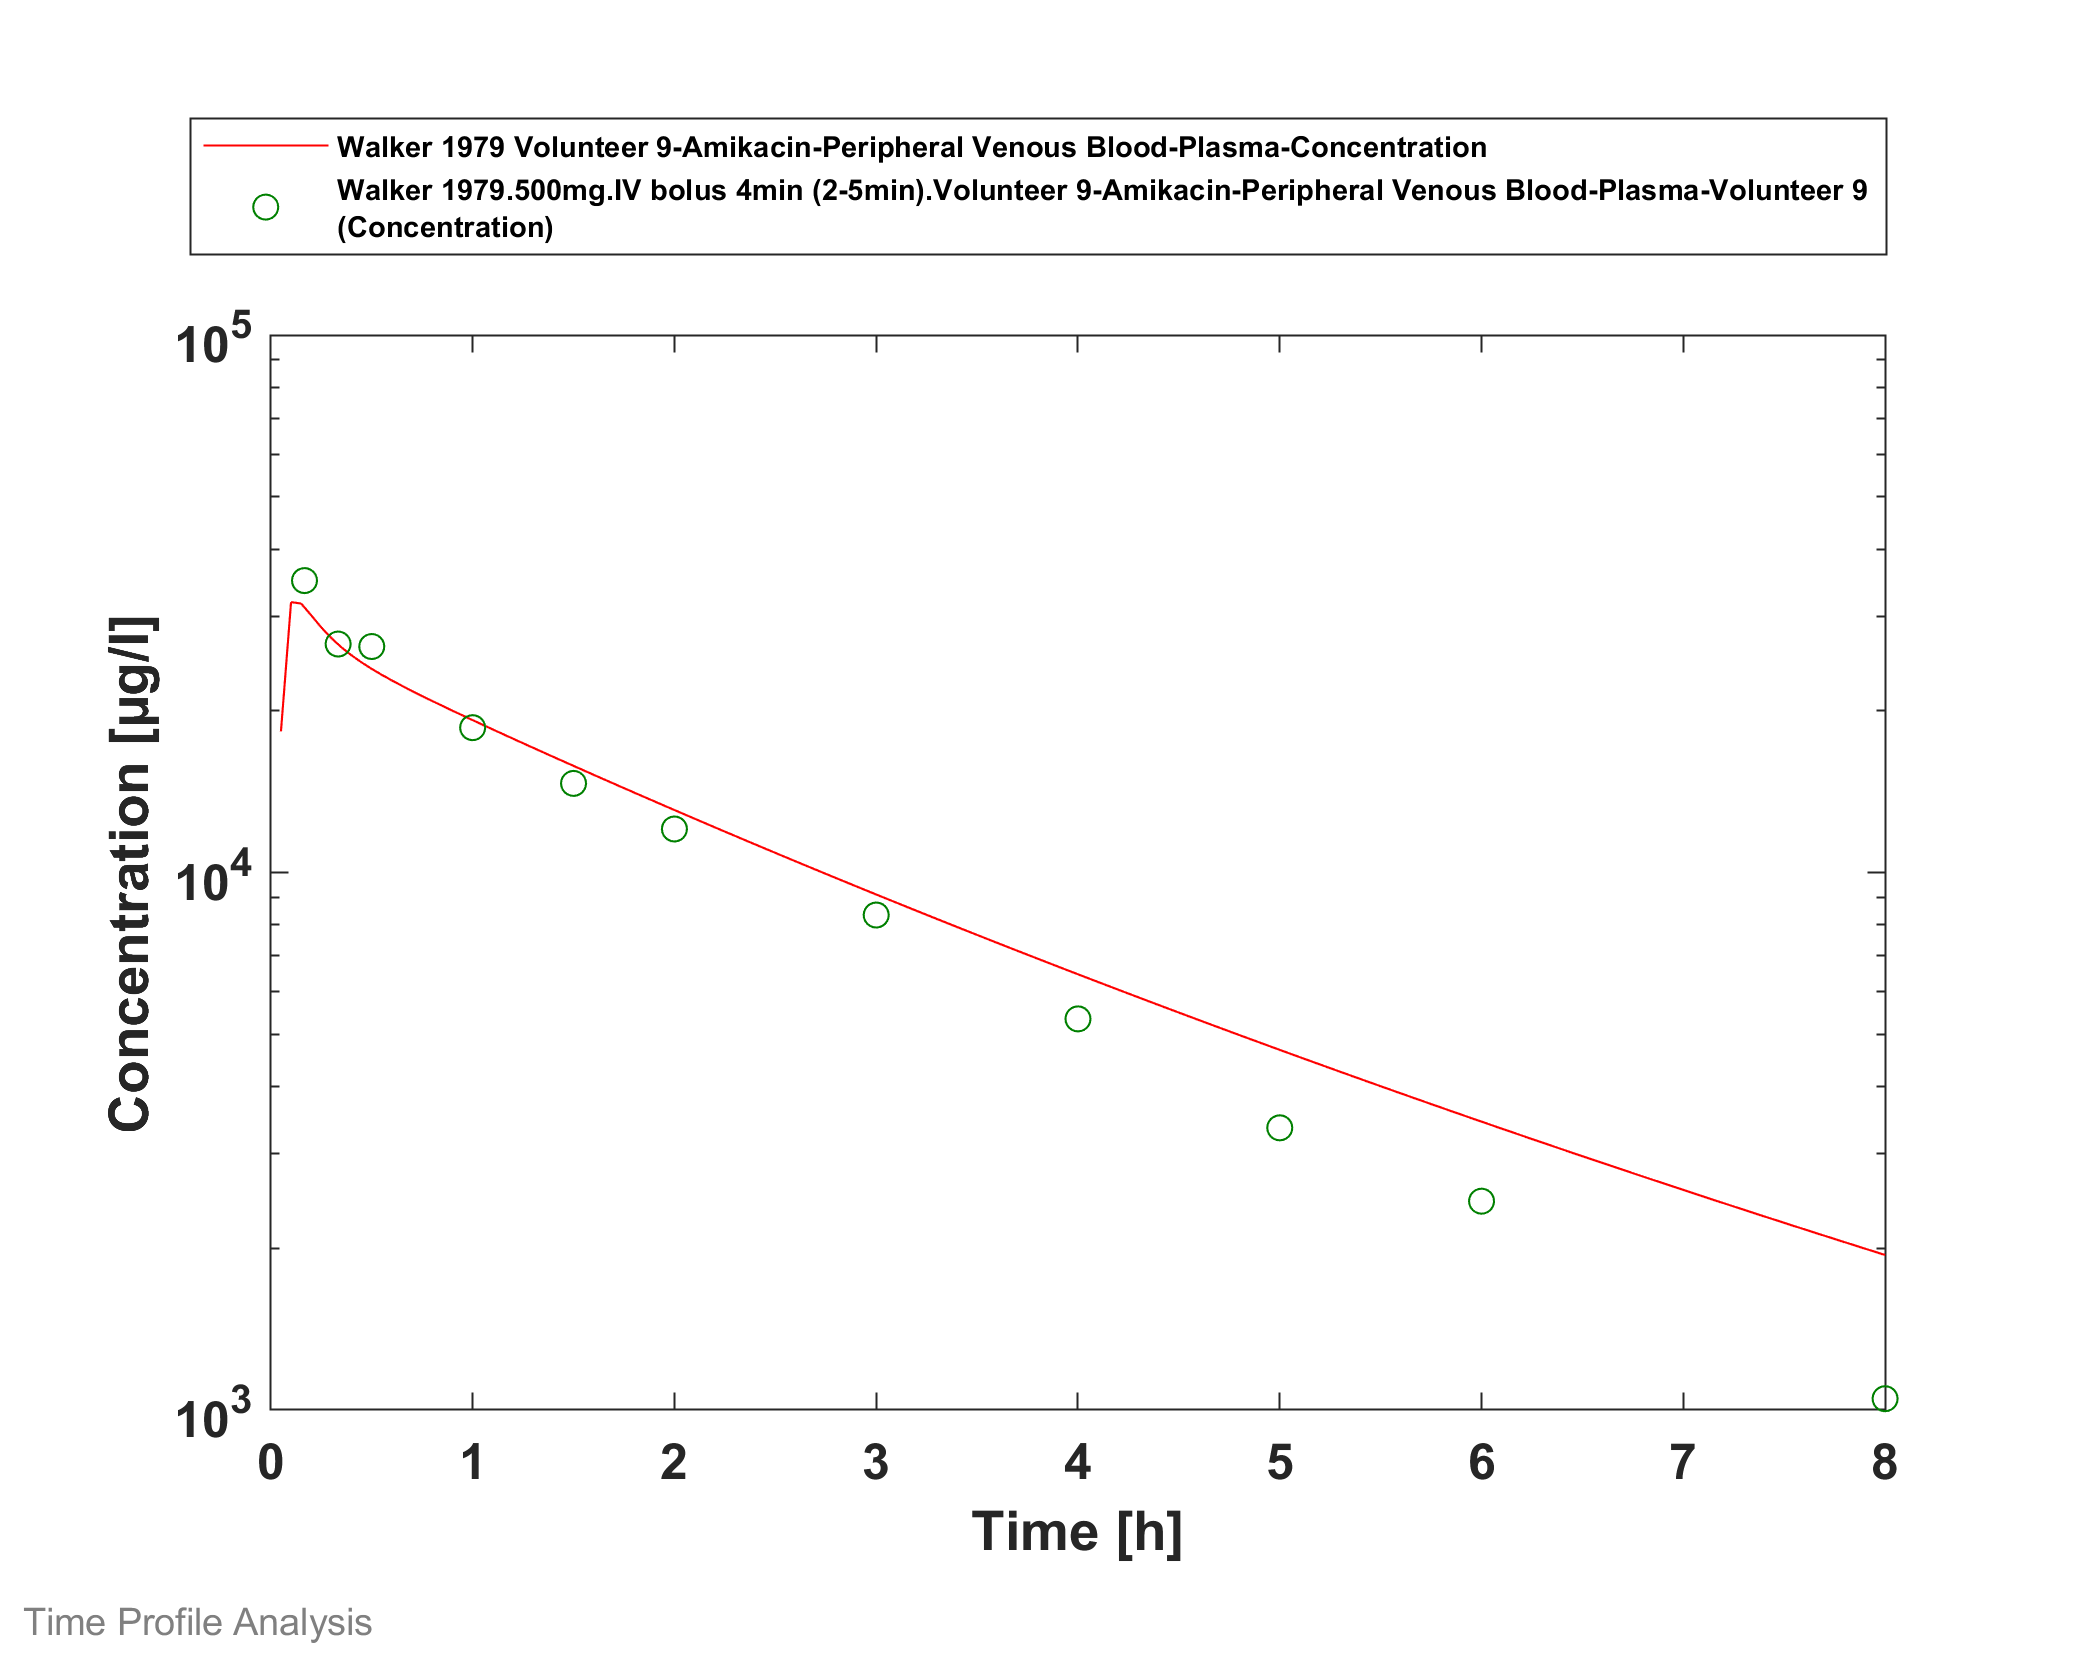 Walker 1979 Volunteer 9-Amikacin-Peripheral Venous Blood-Plasma-Concentration
Walker 1979.500mg.IV bolus 4min (2-5min).Volunteer 9-Amikacin-Peripheral Venous Blood-Plasma-Volunteer 9
(Concentration)
10^5
10^4
10^3
Concentration [µg/l]
0 1 2 3 4 5 6 7 8
Time [h]
Time Profile Analysis